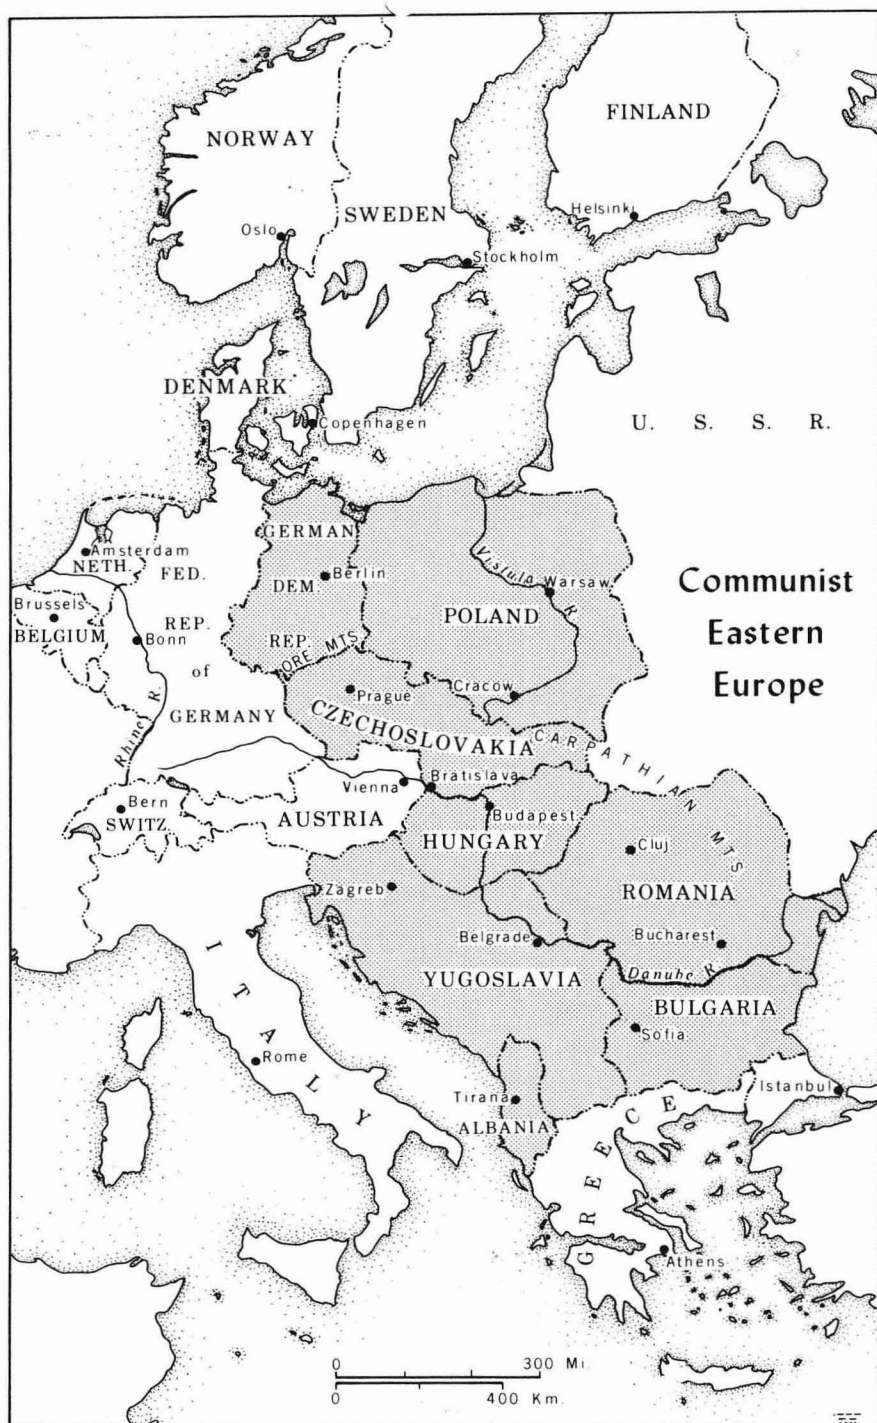 NORWAY
FINLAND
SWEDEN
Helsinki
Oslo
Stockholm
DENMARK
Copenhagen
U. S. S. R.
GERMAN
DEM.
REP.
Berlin
Amsterdam
NETH.
FED.
REP.
of
GERMANY
Vistula R.
Warsaw
POLAND
Communist
Eastern
Europe
Brussels
BELGIUM
Bonn
ORE MTS
Rhine R.
Prague
Cracow
CZECHOSLOVAKIA
CARPATHIAN MTS
Vienna
Bratislava
Bern
SWITZ.
AUSTRIA
Budapest
HUNGARY
Cluj
ROMANIA
Zagreb
Belgrade
Bucharest
YUGOSLAVIA
Danube R.
BULGARIA
Sofia
ITALY
Rome
Tirana
ALBANIA
Istanbul
GREECE
Athens
0 300 Mi.
0 400 Km.